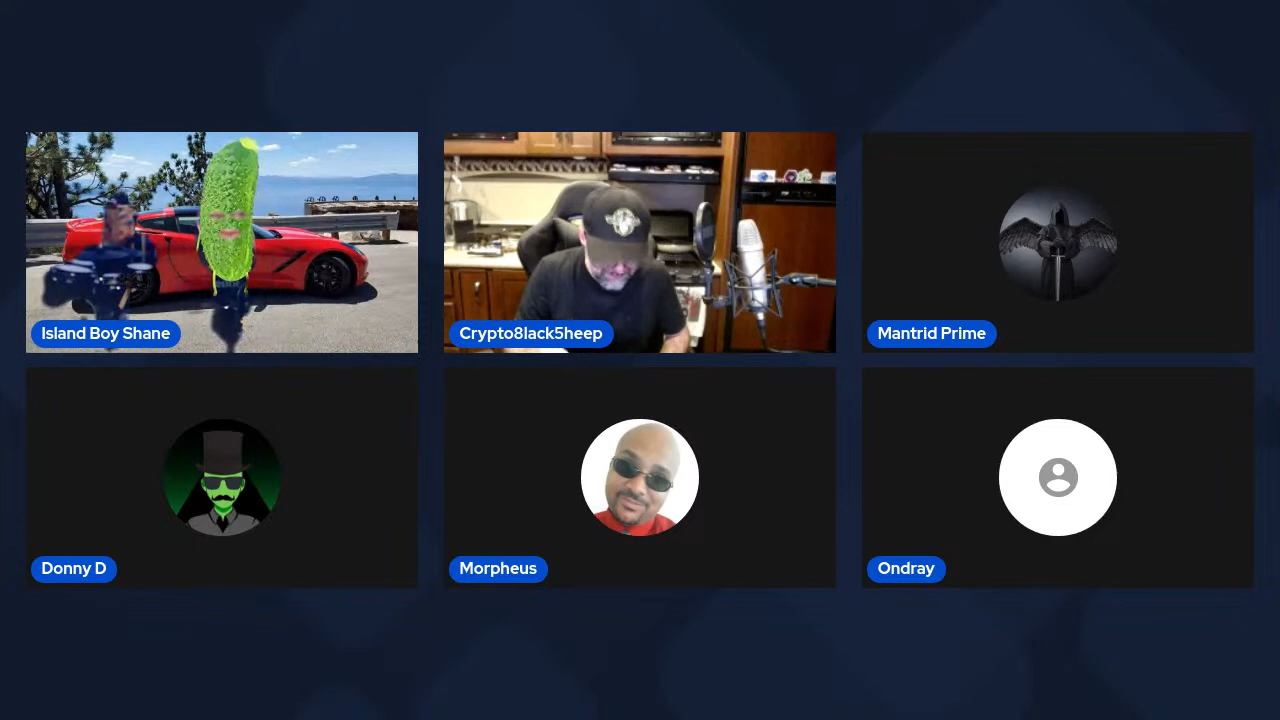 Island Boy Shane
Crypto8lack5heep
Mantrid Prime
Donny D
Morpheus
Ondray